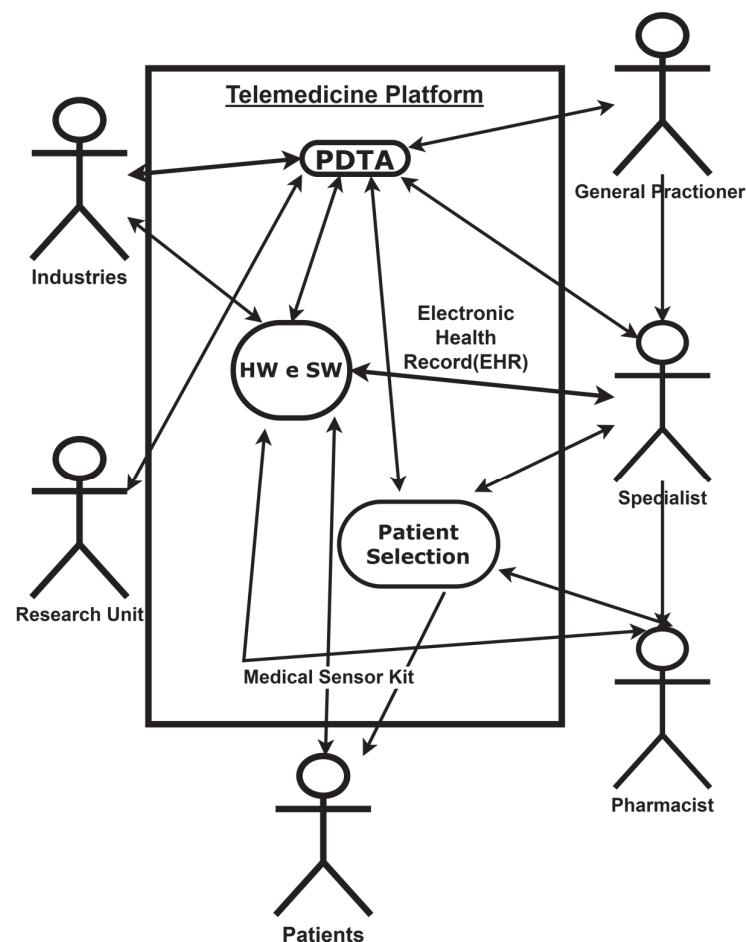 Telemedicine Platform
PDTA
General Practioner
Industries
Electronic
Health
Record(EHR)
HW e SW
Specialist
Patient
Selection
Research Unit
Medical Sensor Kit
Pharmacist
Patients